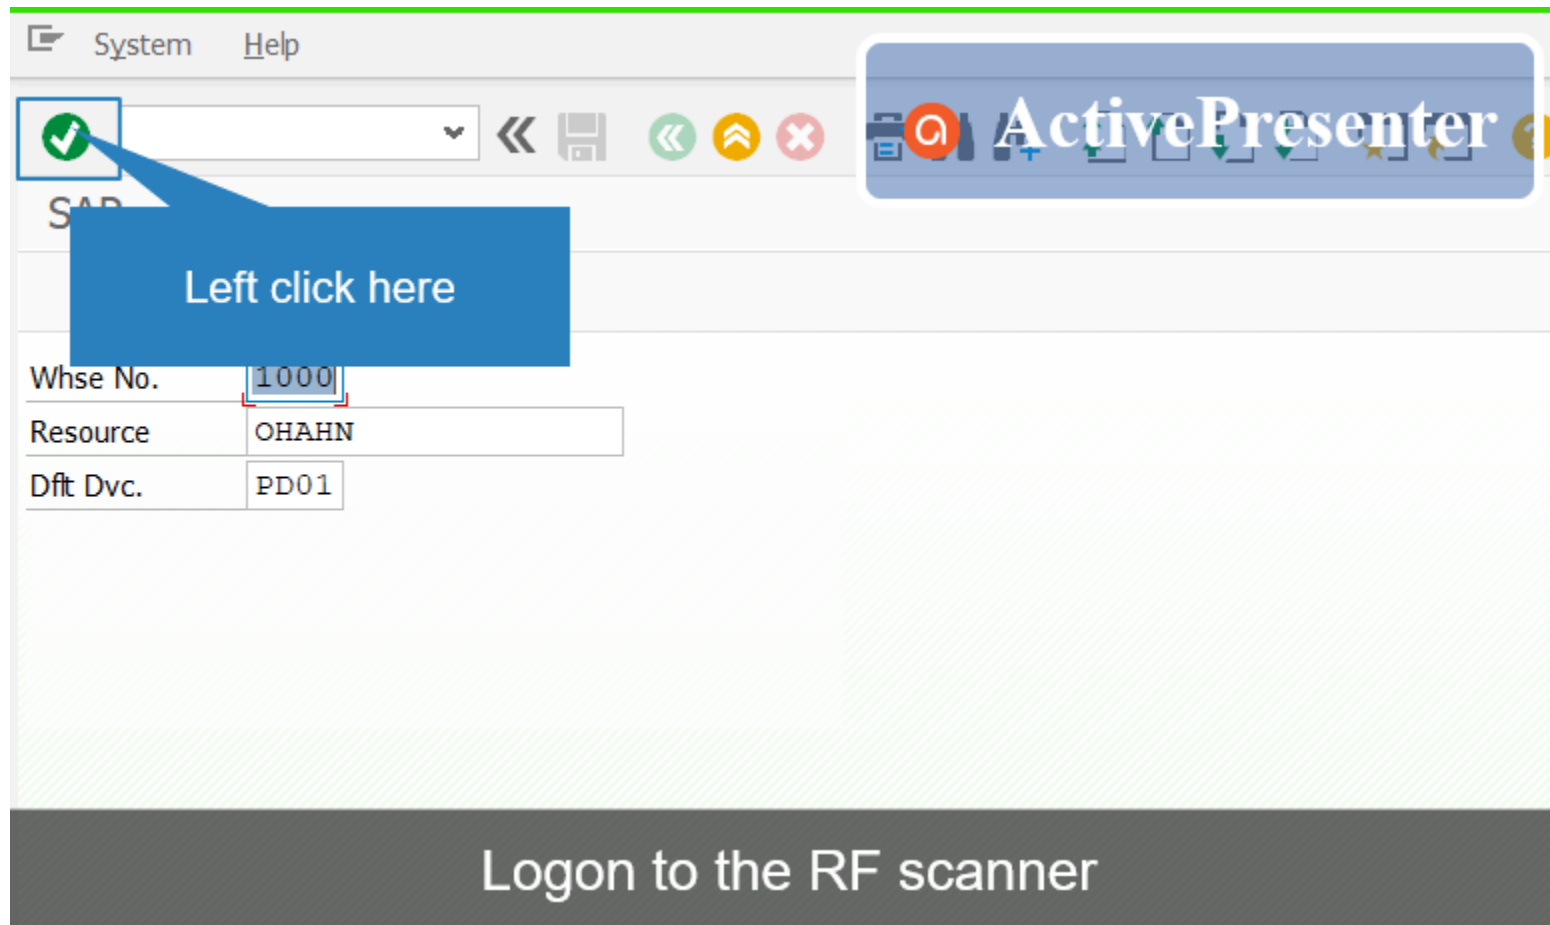 System Help
ActivePresenter
SAP
Left click here
Whse No. 1000
Resource OHAHN
Dflt Dvc. PD01
Logon to the RF scanner